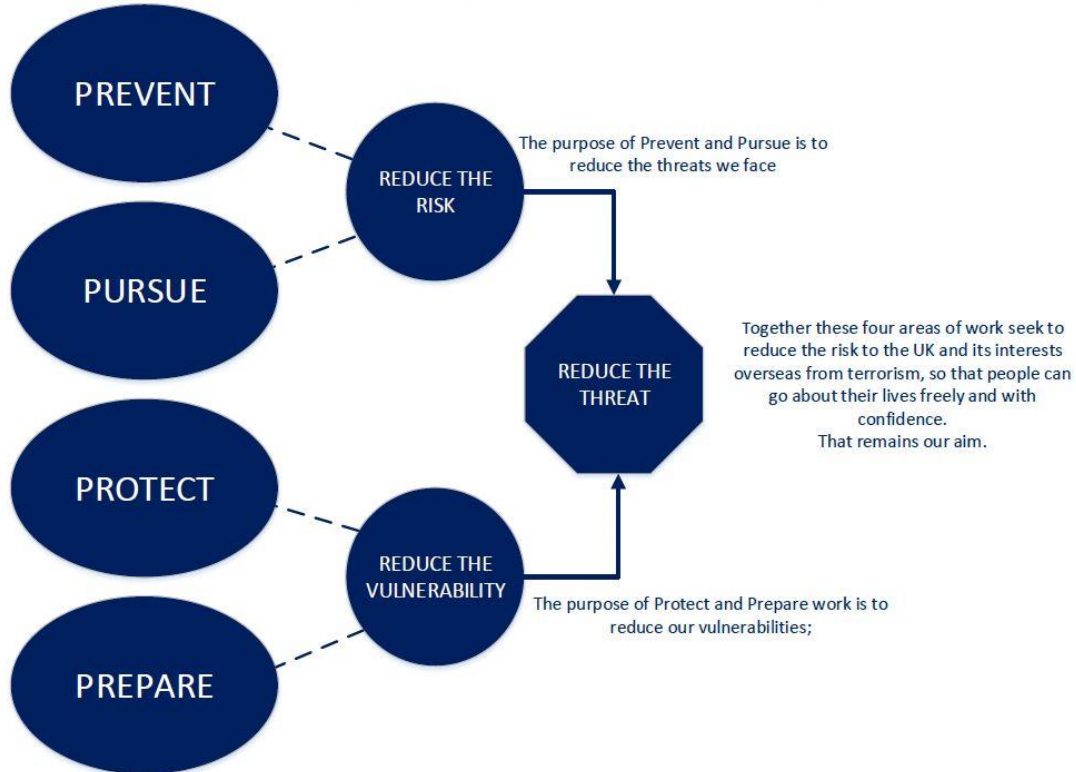 PREVENT
PURSUE
PROTECT
PREPARE
REDUCE THE
RISK
The purpose of Prevent and Pursue is to
reduce the threats we face
REDUCE THE
VULNERABILITY
The purpose of Protect and Prepare work is to
reduce our vulnerabilities;
REDUCE THE
THREAT
Together these four areas of work seek to
reduce the risk to the UK and its interests
overseas from terrorism, so that people can
go about their lives freely and with
confidence.
That remains our aim.